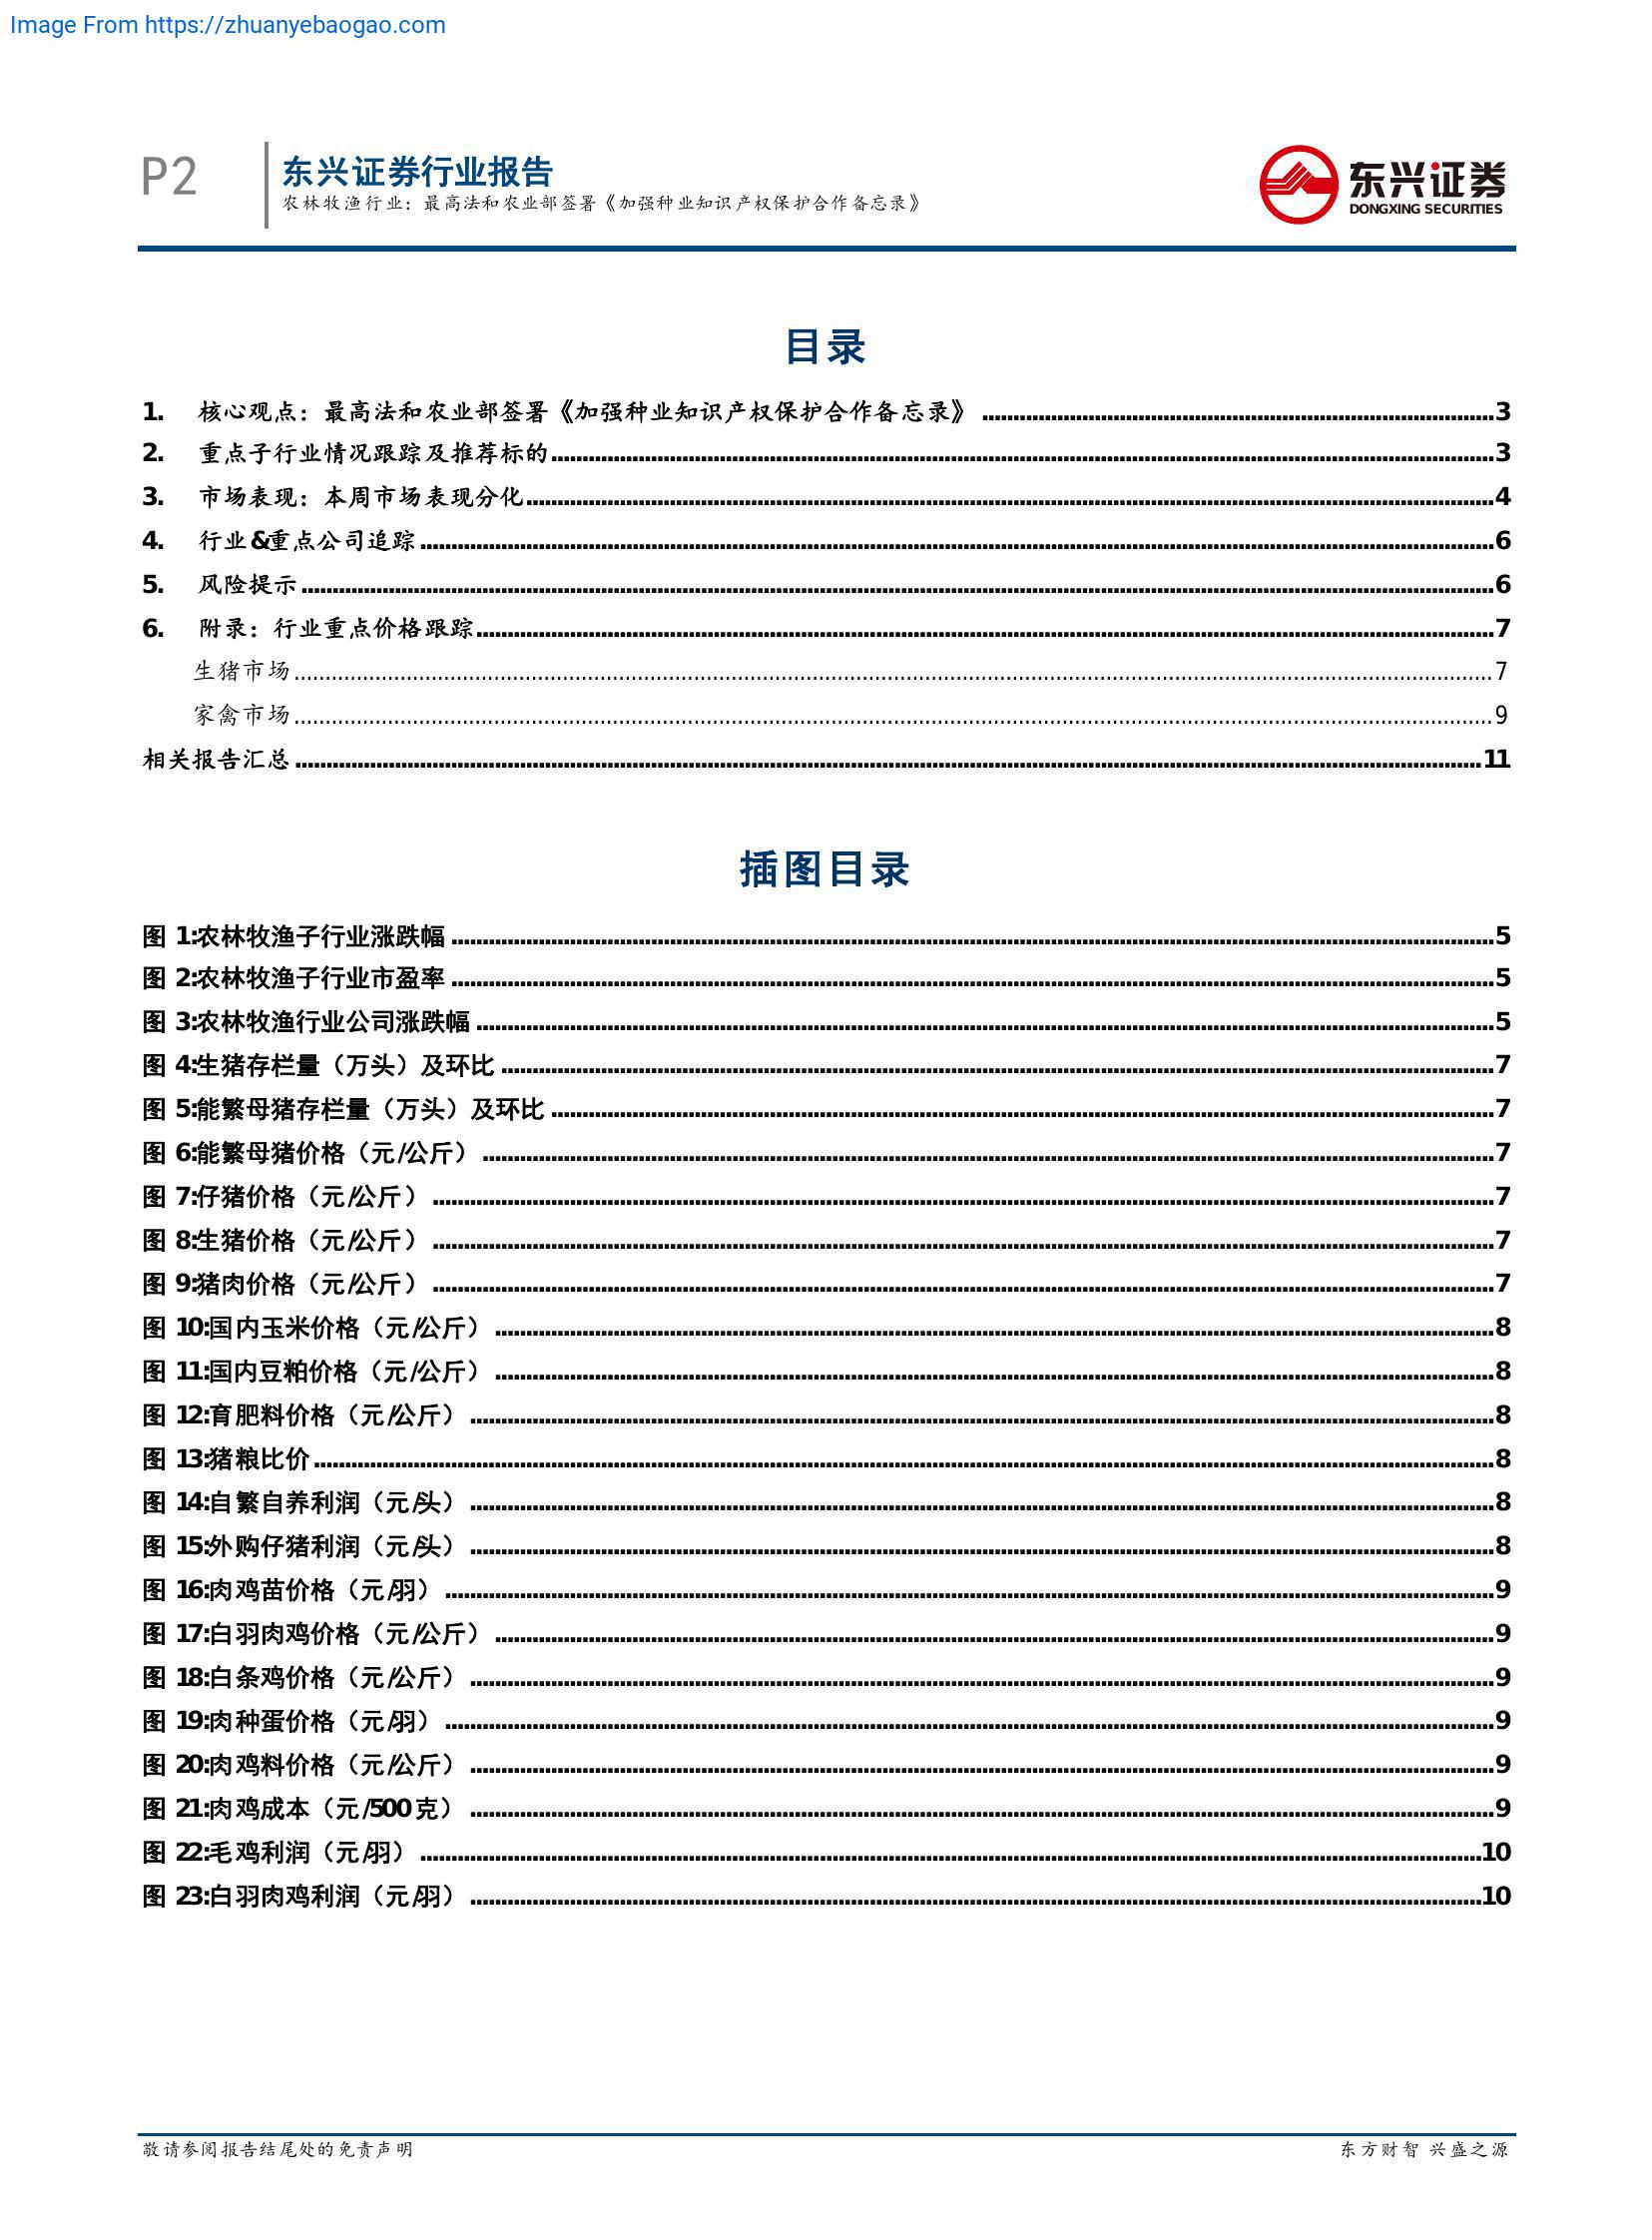 Image From https://zhuanyebaogao.com
P2
东兴证券行业报告
农林牧渔行业：最高法和农业部签署《加强种业知识产权保护合作备忘录》
东兴证券
DONGXING SECURITIES
目录
1. 核心观点：最高法和农业部签署《加强种业知识产权保护合作备忘录》 ........ 3
2. 重点子行业情况跟踪及推荐标的 ........ 3
3. 市场表现：本周市场表现分化 ........ 4
4. 行业&重点公司追踪 ........ 6
5. 风险提示 ........ 6
6. 附录：行业重点价格跟踪 ........ 7
生猪市场 ........ 7
家禽市场 ........ 9
相关报告汇总 ........ 11
插图目录
图 1:农林牧渔子行业涨跌幅 ........ 5
图 2:农林牧渔子行业市盈率 ........ 5
图 3:农林牧渔行业公司涨跌幅 ........ 5
图 4:生猪存栏量（万头）及环比 ........ 7
图 5:能繁母猪存栏量（万头）及环比 ........ 7
图 6:能繁母猪价格（元/公斤） ........ 7
图 7:仔猪价格（元/公斤） ........ 7
图 8:生猪价格（元/公斤） ........ 7
图 9:猪肉价格（元/公斤） ........ 7
图 10:国内玉米价格（元/公斤） ........ 8
图 11:国内豆粕价格（元/公斤） ........ 8
图 12:育肥料价格（元/公斤） ........ 8
图 13:猪粮比价 ........ 8
图 14:自繁自养利润（元/头） ........ 8
图 15:外购仔猪利润（元/头） ........ 8
图 16:肉鸡苗价格（元/羽） ........ 9
图 17:白羽肉鸡价格（元/公斤） ........ 9
图 18:白条鸡价格（元/公斤） ........ 9
图 19:肉种蛋价格（元/羽） ........ 9
图 20:肉鸡料价格（元/公斤） ........ 9
图 21:肉鸡成本（元/500 克） ........ 9
图 22:毛鸡利润（元/羽） ........ 10
图 23:白羽肉鸡利润（元/羽） ........ 10
敬请参阅报告结尾处的免责声明
东方财智 兴盛之源